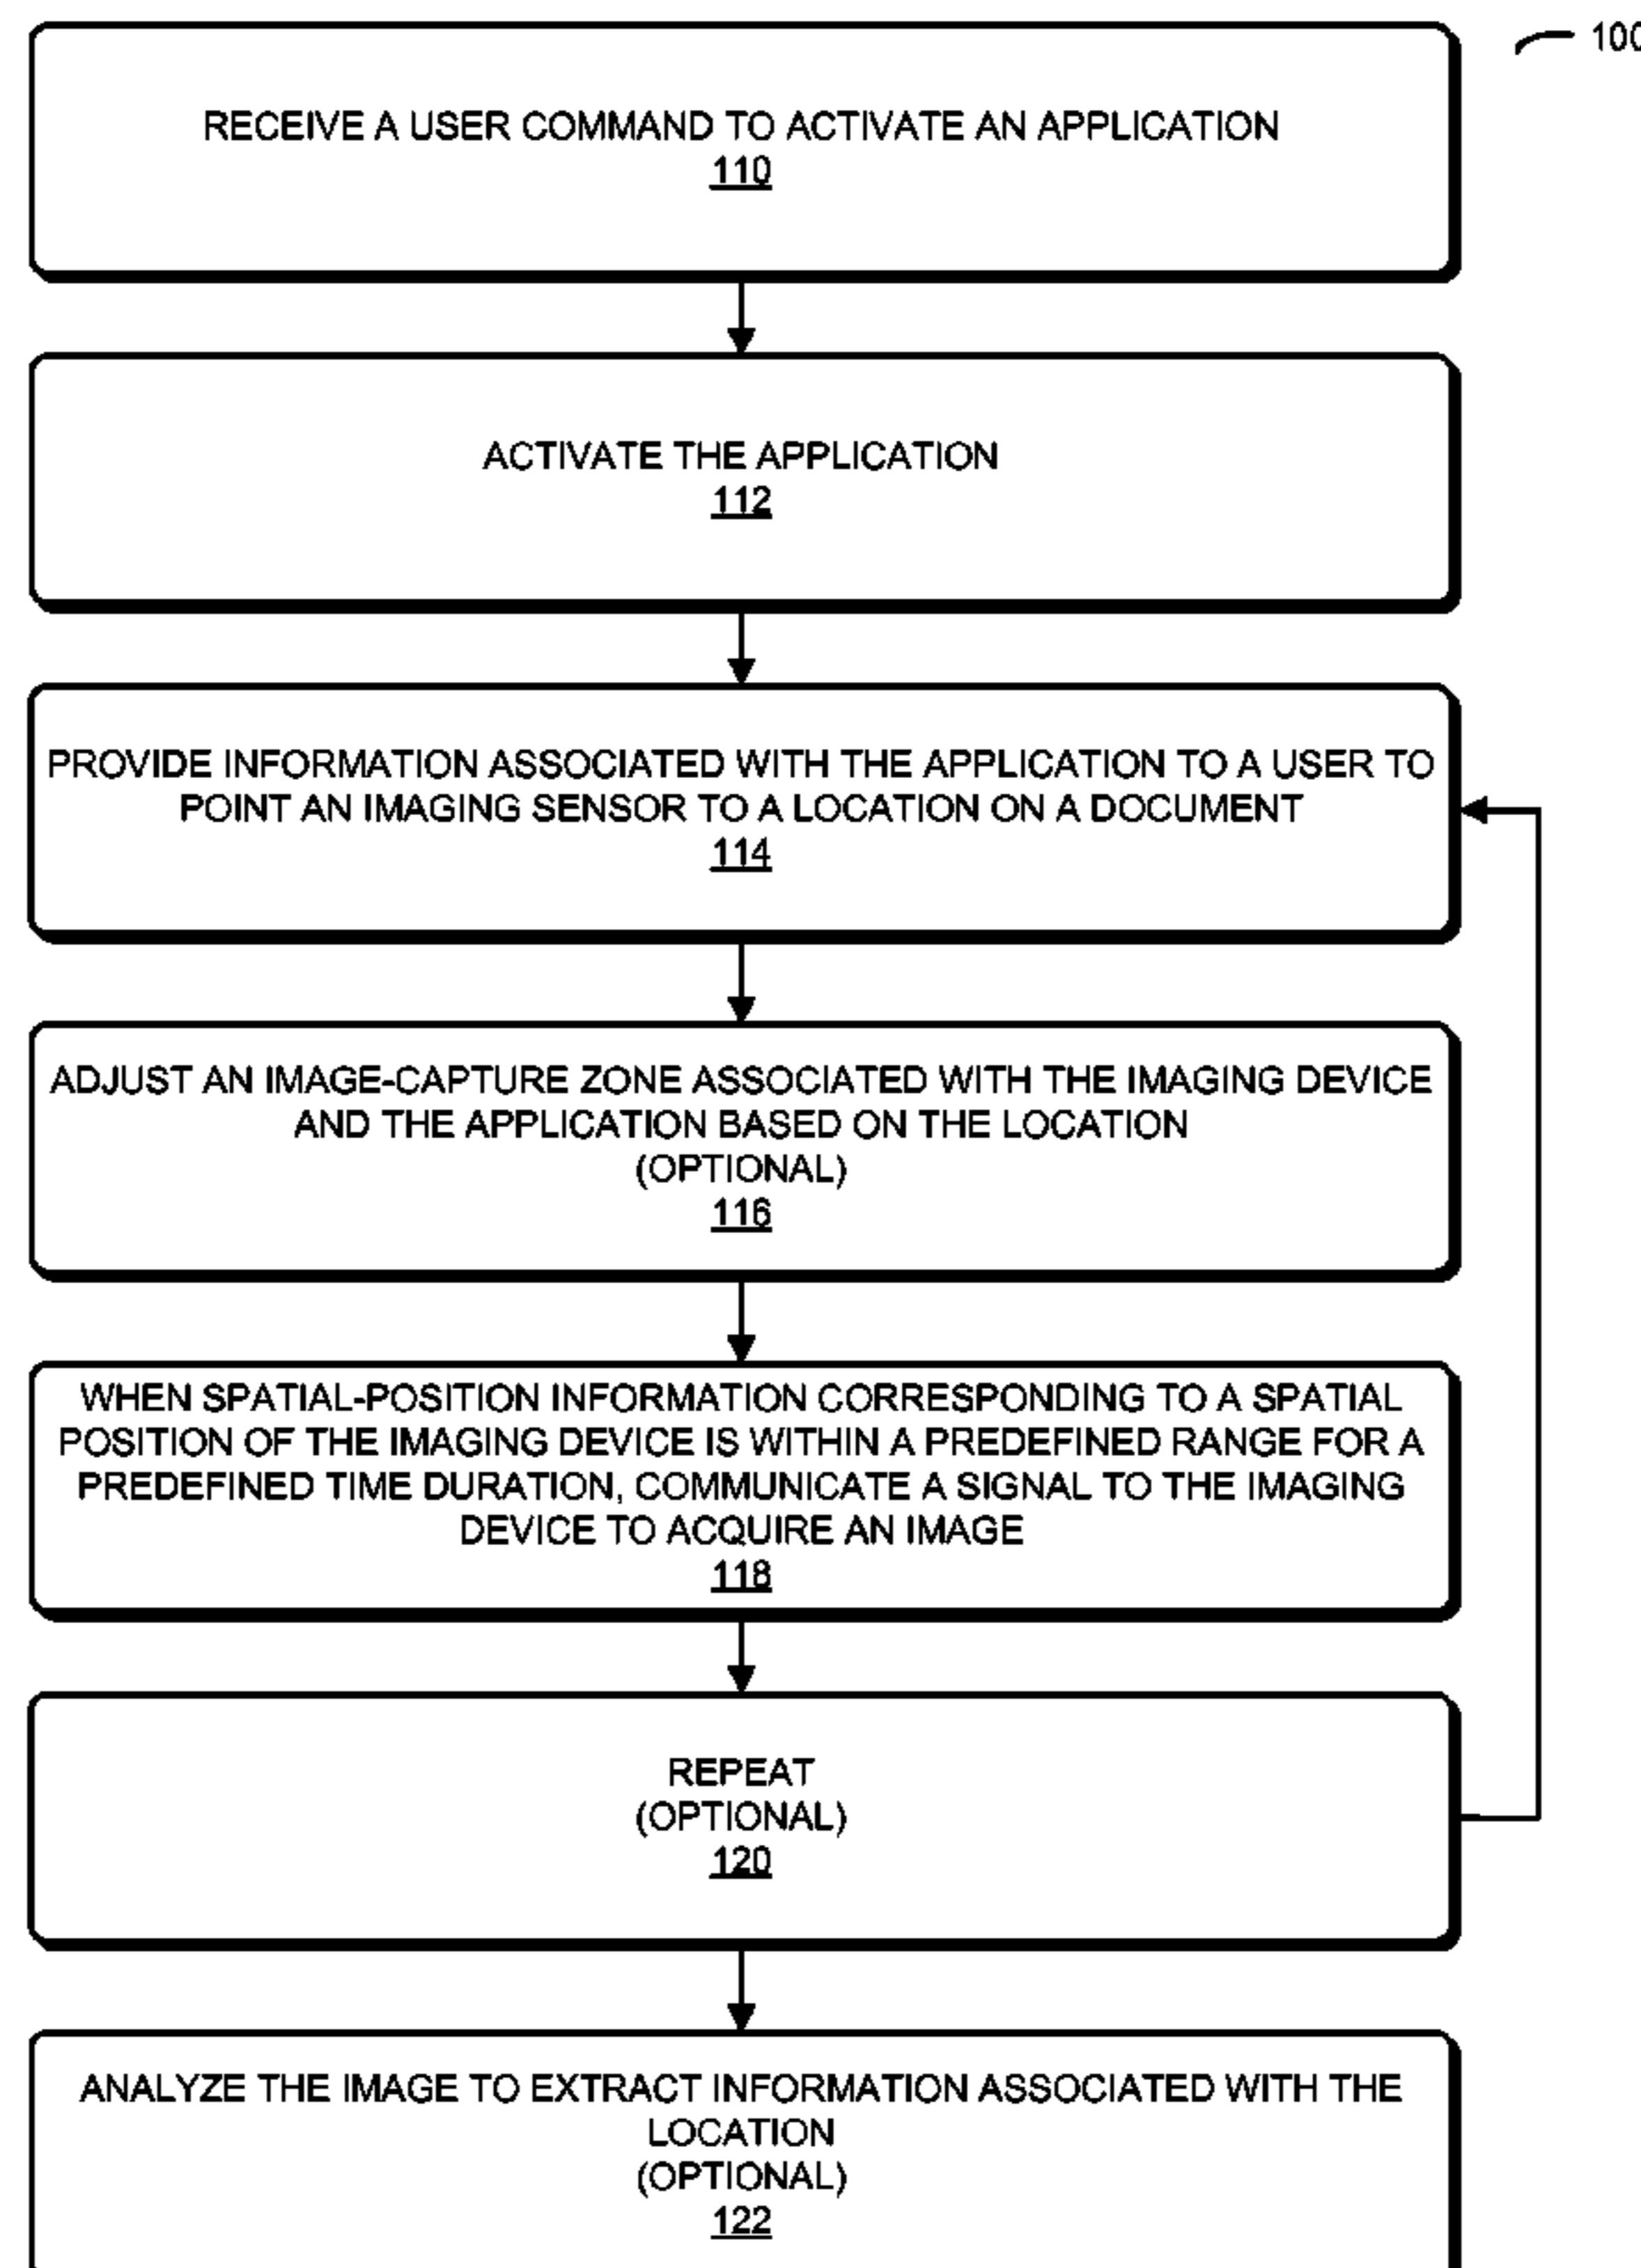 100
RECEIVE A USER COMMAND TO ACTIVATE AN APPLICATION
110
ACTIVATE THE APPLICATION
112
PROVIDE INFORMATION ASSOCIATED WITH THE APPLICATION TO A USER TO
POINT AN IMAGING SENSOR TO A LOCATION ON A DOCUMENT
114
ADJUST AN IMAGE-CAPTURE ZONE ASSOCIATED WITH THE IMAGING DEVICE
AND THE APPLICATION BASED ON THE LOCATION
(OPTIONAL)
116
WHEN SPATIAL-POSITION INFORMATION CORRESPONDING TO A SPATIAL
POSITION OF THE IMAGING DEVICE IS WITHIN A PREDEFINED RANGE FOR A
PREDEFINED TIME DURATION, COMMUNICATE A SIGNAL TO THE IMAGING
DEVICE TO ACQUIRE AN IMAGE
118
REPEAT
(OPTIONAL)
120
ANALYZE THE IMAGE TO EXTRACT INFORMATION ASSOCIATED WITH THE
LOCATION
(OPTIONAL)
122